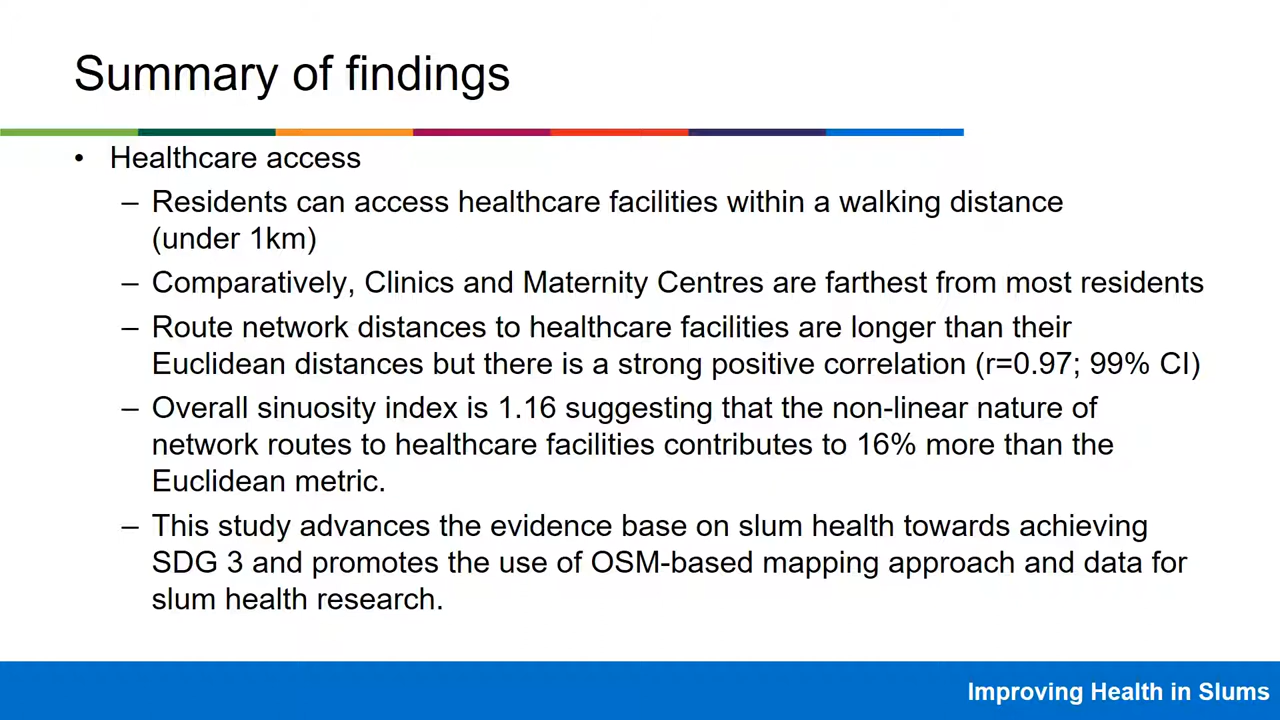 Summary of findings
• Healthcare access
– Residents can access healthcare facilities within a walking distance
(under 1km)
– Comparatively, Clinics and Maternity Centres are farthest from most residents
– Route network distances to healthcare facilities are longer than their
Euclidean distances but there is a strong positive correlation (r=0.97; 99% CI)
– Overall sinuosity index is 1.16 suggesting that the non-linear nature of
network routes to healthcare facilities contributes to 16% more than the
Euclidean metric.
– This study advances the evidence base on slum health towards achieving
SDG 3 and promotes the use of OSM-based mapping approach and data for
slum health research.
Improving Health in Slums